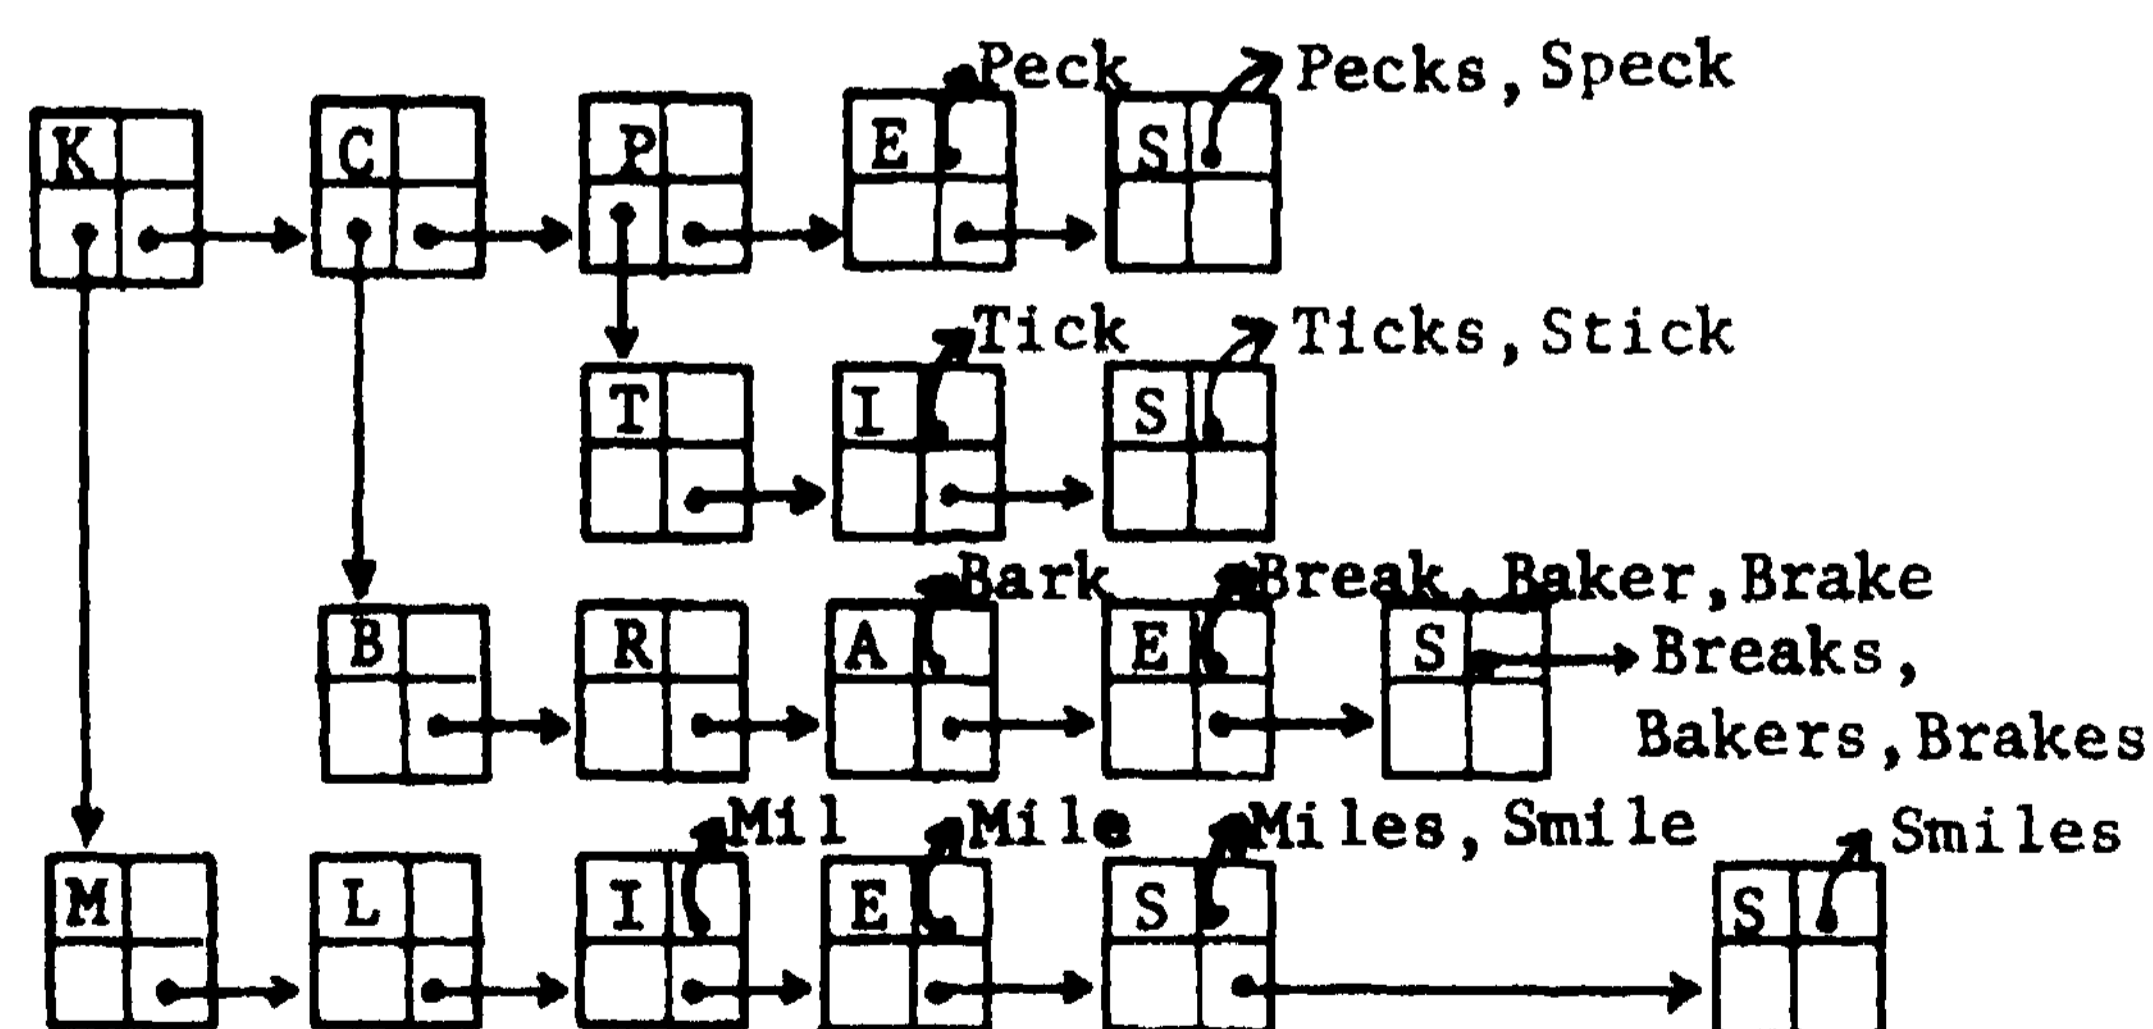 Peck Pecks, Speck
K C P E S
Tick Ticks, Stick
T I S
Bark Break, Baker, Brake
B R A E S Breaks,
Bakers, Brakes
Mil Mile Miles, Smile Smiles
M L I E S S